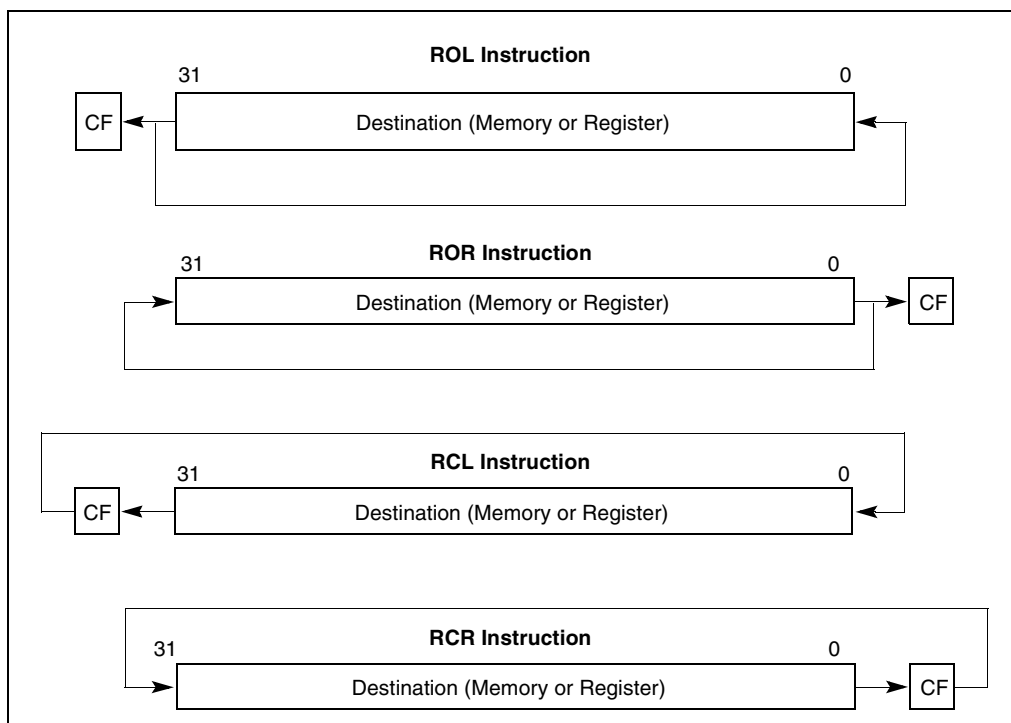 ROL Instruction
31 0
CF Destination (Memory or Register)
ROR Instruction
31 0
Destination (Memory or Register) CF
RCL Instruction
31 0
CF Destination (Memory or Register)
RCR Instruction
31 0
Destination (Memory or Register) CF